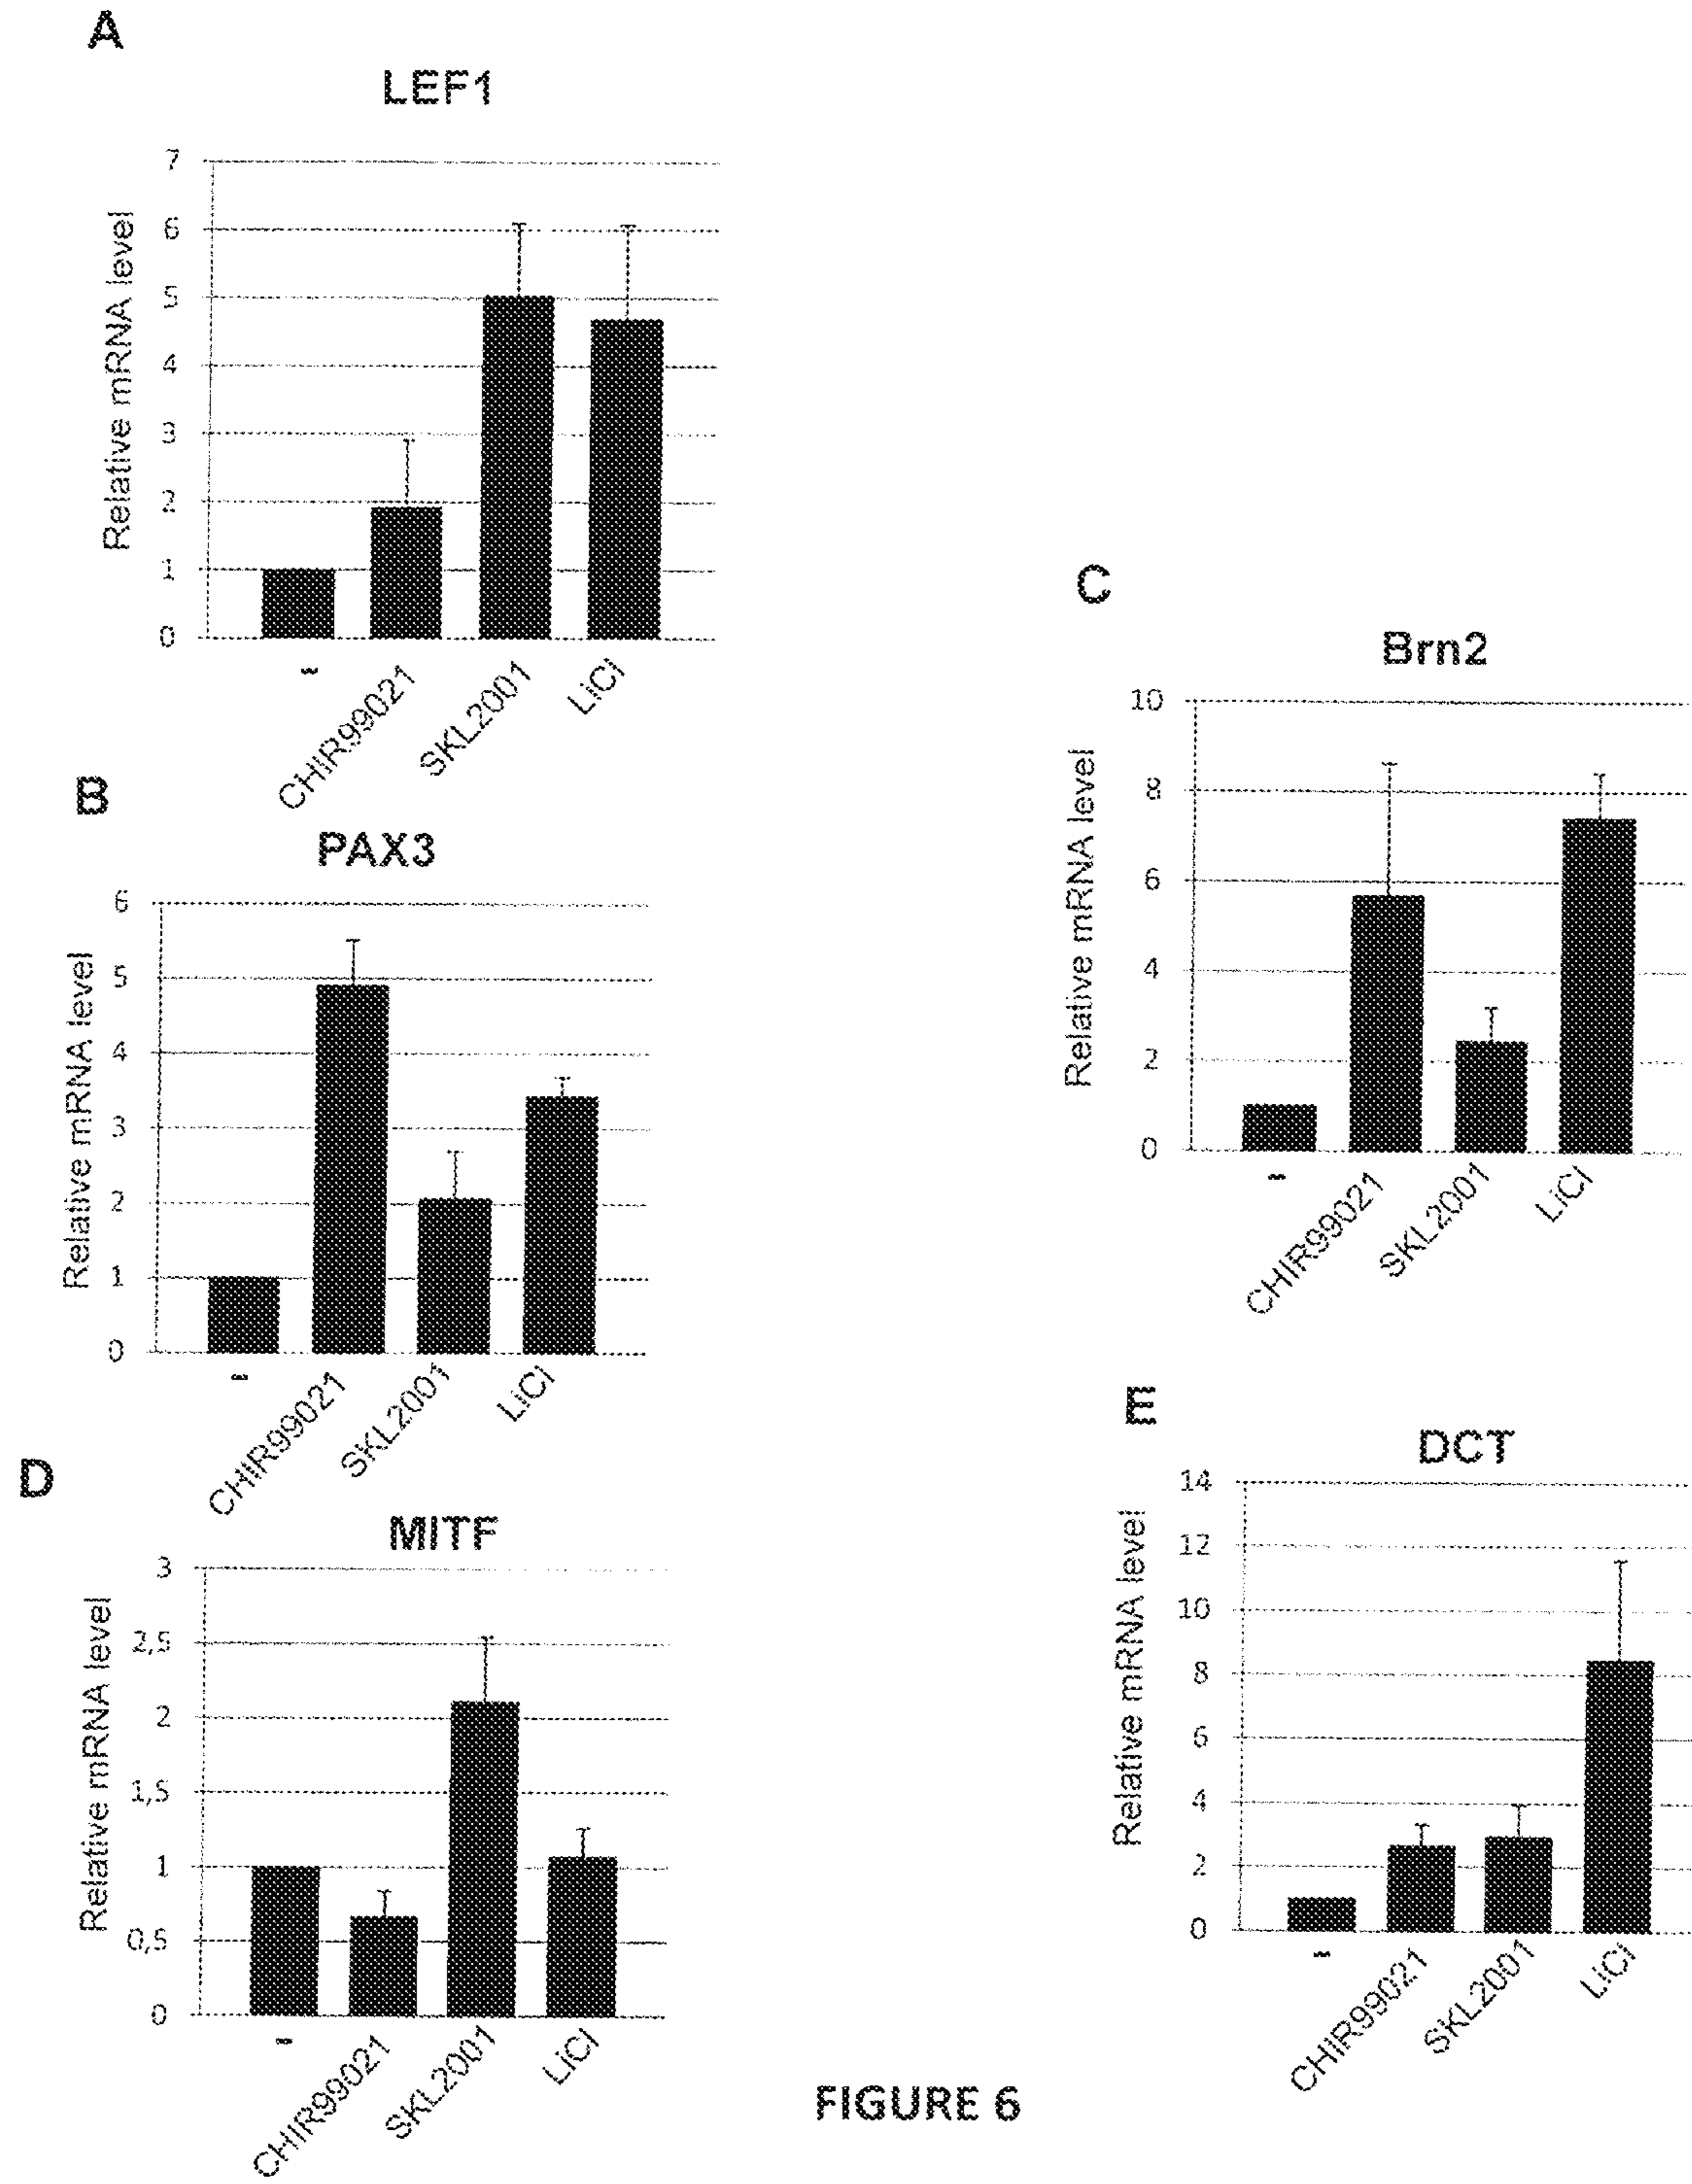 A
LEF1
Relative mRNA level
7
6
5
4
3
2
1
0
-
CHIR99021
SKL2001
LiCl
B
PAX3
Relative mRNA level
6
5
4
3
2
1
0
-
CHIR99021
SKL2001
LiCl
C
Brn2
Relative mRNA level
10
8
6
4
2
0
-
CHIR99021
SKL2001
LiCl
D
MITF
Relative mRNA level
3
2,5
2
1,5
1
0,5
0
-
CHIR99021
SKL2001
LiCl
E
DCT
Relative mRNA level
14
12
10
8
6
4
2
0
-
CHIR99021
SKL2001
LiCl
FIGURE 6